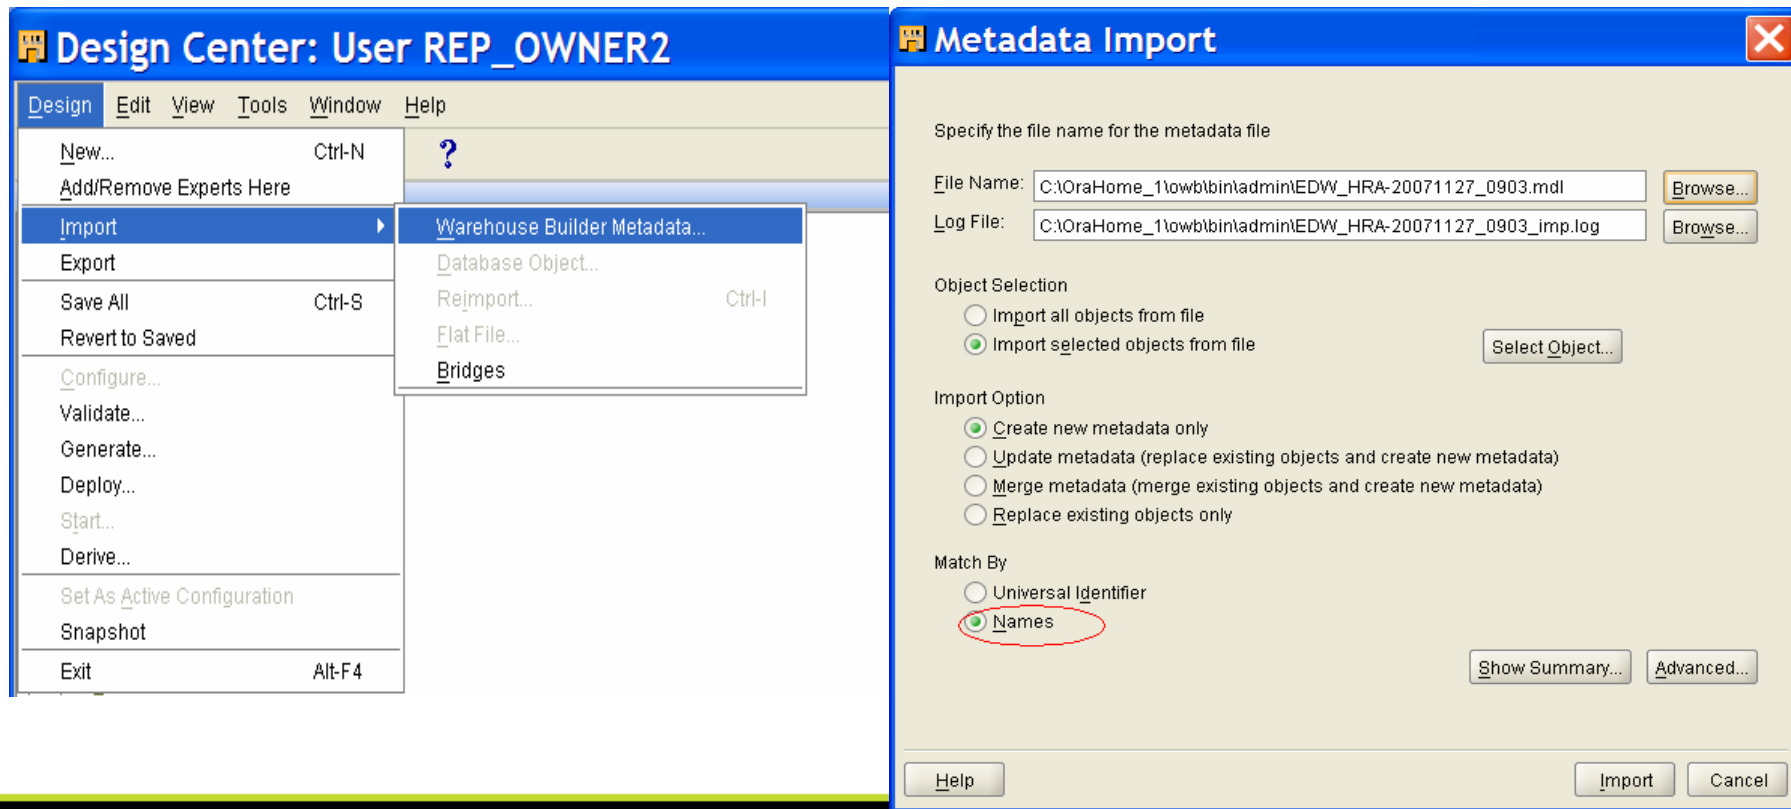 Design Center: User REP_OWNER2
Design Edit View Tools Window Help
New... Ctrl-N
Add/Remove Experts Here
Import
Export
Save All Ctrl-S
Revert to Saved
Configure...
Validate...
Generate...
Deploy...
Start...
Derive...
Set As Active Configuration
Snapshot
Exit Alt-F4
?
Warehouse Builder Metadata...
Database Object...
Reimport... Ctrl-I
Flat File...
Bridges
Metadata Import
Specify the file name for the metadata file
File Name: C:\OraHome_1\owb\bin\admin\EDW_HRA-20071127_0903.mdl Browse...
Log File: C:\OraHome_1\owb\bin\admin\EDW_HRA-20071127_0903_imp.log Browse...
Object Selection
Import all objects from file
Import selected objects from file Select Object...
Import Option
Create new metadata only
Update metadata (replace existing objects and create new metadata)
Merge metadata (merge existing objects and create new metadata)
Replace existing objects only
Match By
Universal Identifier
Names
Show Summary... Advanced...
Help Import Cancel